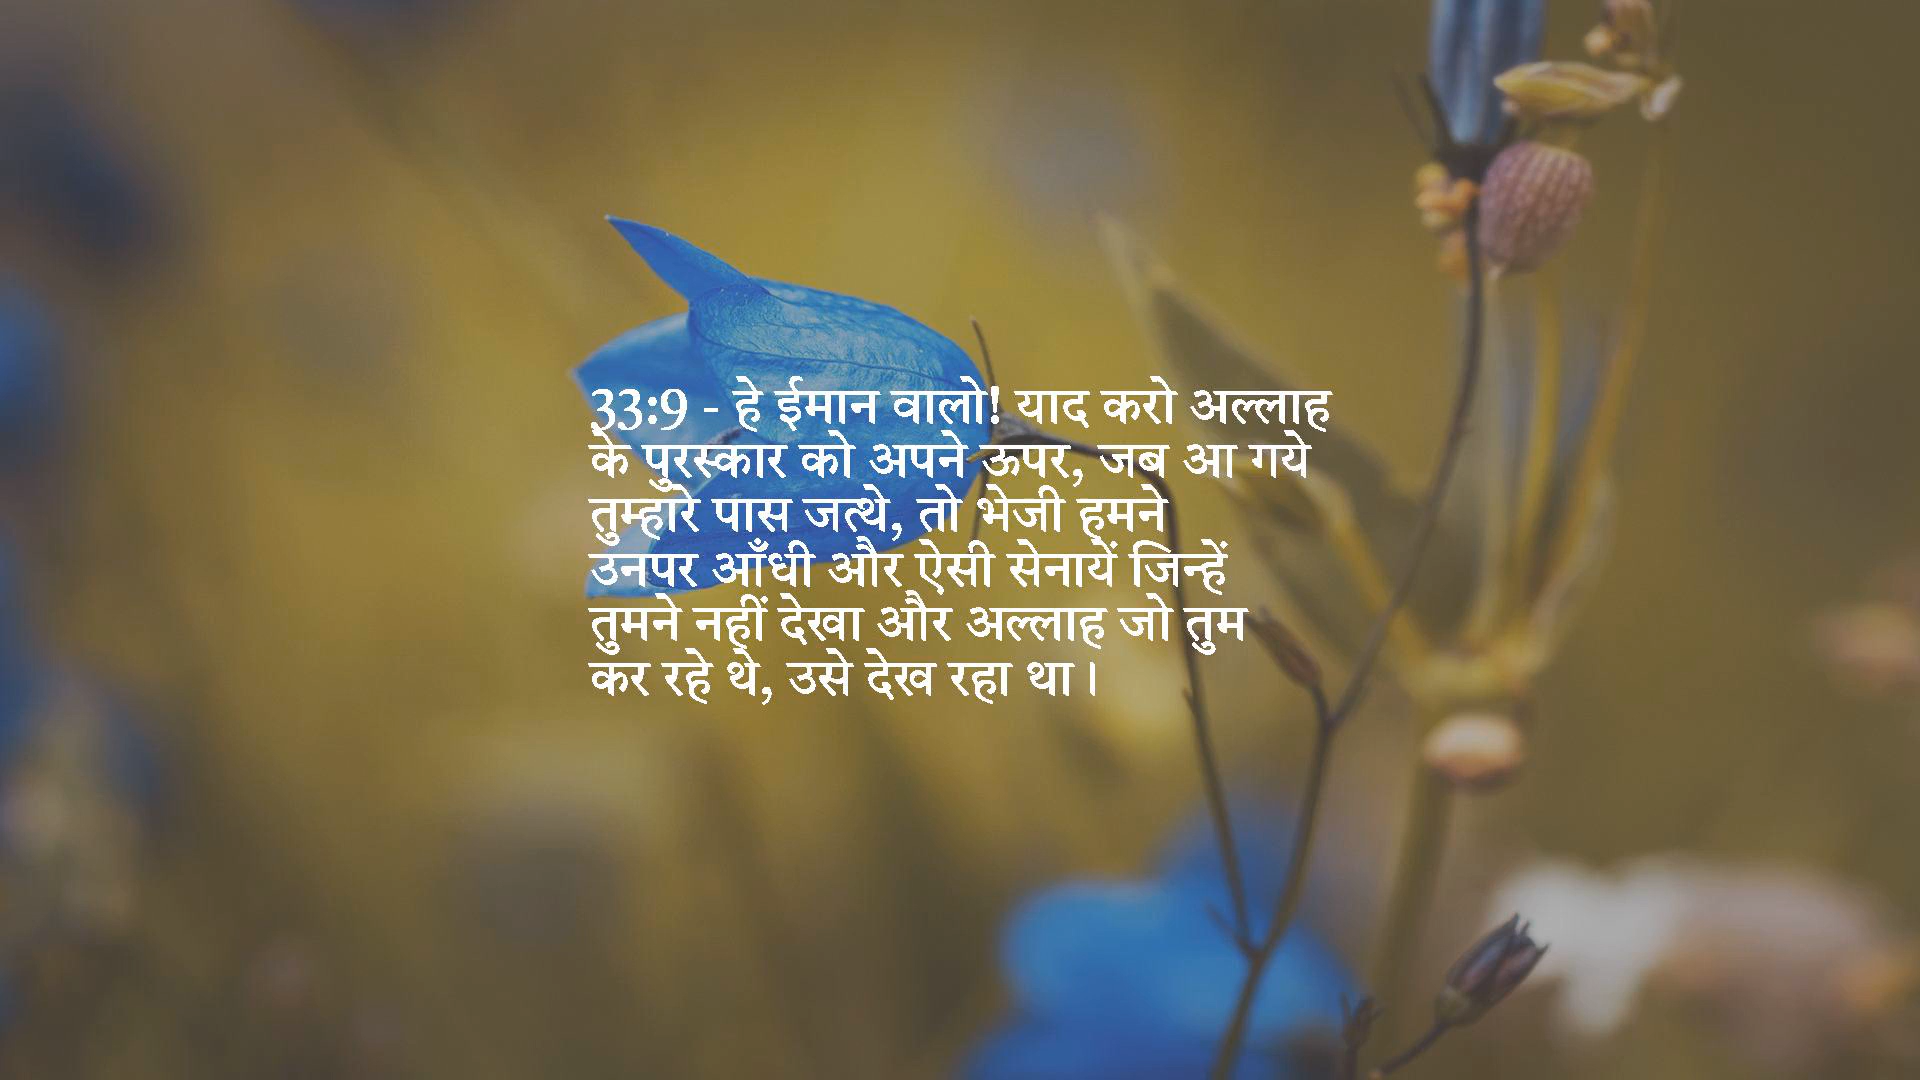 33:9 - हे ईमान वालो! याद करो अल्लाह
के पुरस्कार को अपने ऊपर, जब आ गये
तुम्हारे पास जत्थे, तो भेजी हमने
उनपर आँधी और ऐसी सेनायें जिन्हें
तुमने नहीं देखा और अल्लाह जो तुम
कर रहे थे, उसे देख रहा था।